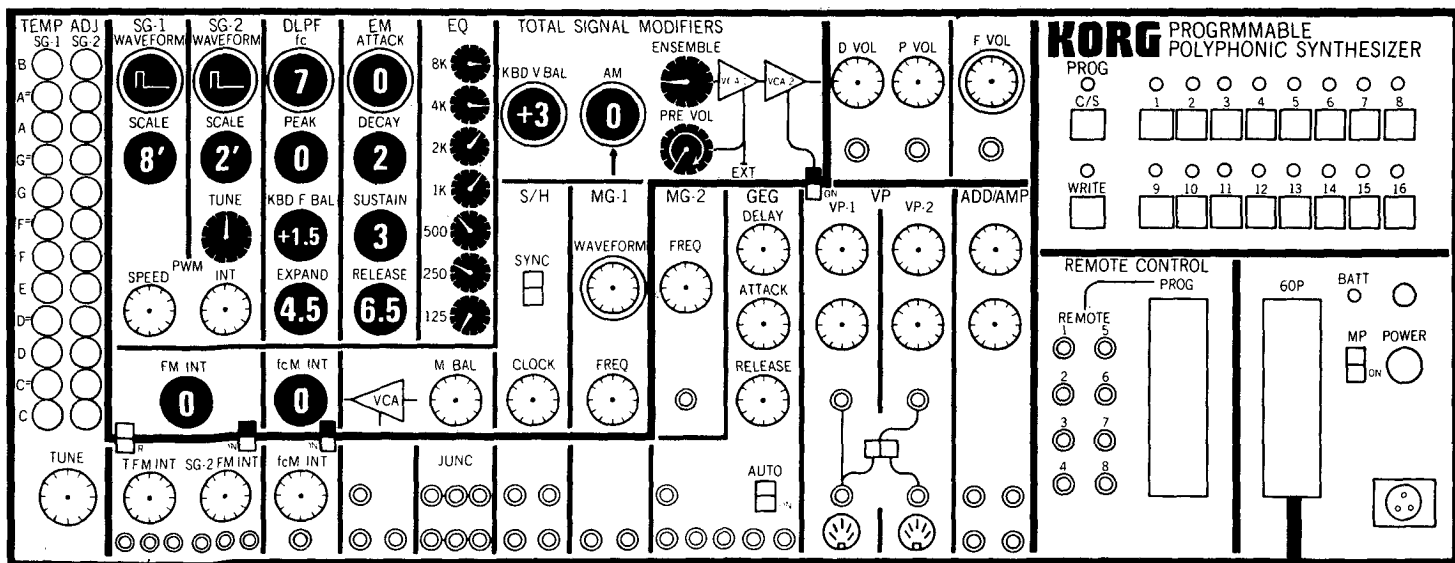 TEMP ADJ
SG-1 SG-2
B
A#
A
G#
G
F#
F
E
D#
D
C#
C
TUNE
SG-1
WAVEFORM
SCALE
8'
SG-2
WAVEFORM
SCALE
2'
TUNE
PWM
SPEED
INT
DLPF
fc
7
PEAK
0
KBD F BAL
+1.5
EXPAND
4.5
EM
ATTACK
0
DECAY
2
SUSTAIN
3
RELEASE
6.5
EQ
8K
4K
2K
1K
500
250
125
FM INT
0
fcM INT
0
VCA
M BAL
T FM INT
SG-2 FM INT
fcM INT
JUNC
TOTAL SIGNAL MODIFIERS
KBD V BAL
+3
AM
0
ENSEMBLE
PRE VOL
VCA 1
VCA 2
EXT
S/H
SYNC
CLOCK
MG-1
WAVEFORM
FREQ
MG-2
FREQ
GEG
DELAY
ATTACK
RELEASE
AUTO
D VOL
P VOL
F VOL
VP
VP-1
VP-2
ADD/AMP
KORG PROGRMMABLE
POLYPHONIC SYNTHESIZER
PROG
C/S
1 2 3 4 5 6 7 8
WRITE
9 10 11 12 13 14 15 16
REMOTE CONTROL
PROG
REMOTE
1 5
2 6
3 7
4 8
60P
BATT
MP
ON
POWER